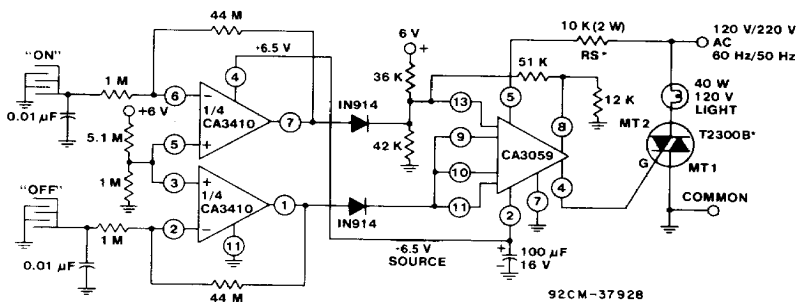 44 M
6 V
+
10 K (2 W)
RS*
120 V/220 V
AC
60 Hz/50 Hz
"ON"
+6.5 V
4
36 K
51 K
5
12 K
40 W
120 V
LIGHT
1 M
6
1/4
CA3410
7
IN914
13
8
MT2
T2300B*
0.01 µF
+6 V
5.1 M
5
42 K
9
CA3059
G
MT1
"OFF"
1 M
3
1/4
CA3410
1
10
4
COMMON
IN914
11
7
2
1 M
2
11
-6.5 V
SOURCE
+
100 µF
16 V
0.01 µF
44 M
92CM-37928